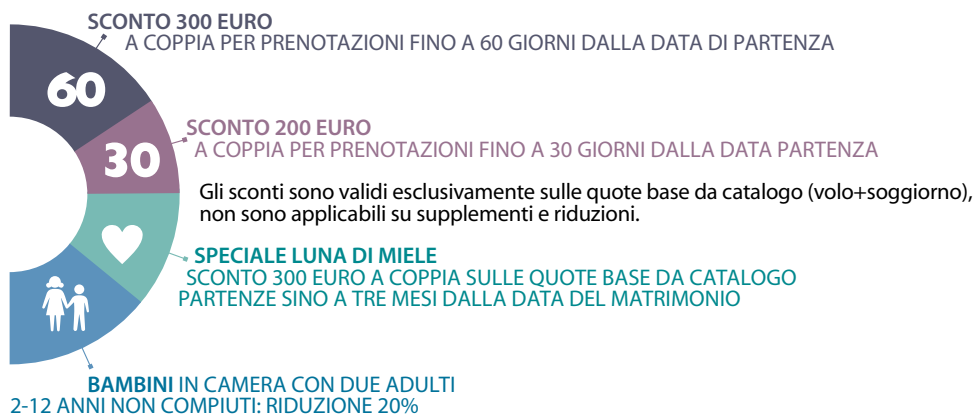 SCONTO 300 EURO
A COPPIA PER PRENOTAZIONI FINO A 60 GIORNI DALLA DATA DI PARTENZA
60
SCONTO 200 EURO
A COPPIA PER PRENOTAZIONI FINO A 30 GIORNI DALLA DATA PARTENZA
30
Gli sconti sono validi esclusivamente sulle quote base da catalogo (volo+soggiorno),
non sono applicabili su supplementi e riduzioni.
SPECIALE LUNA DI MIELE
SCONTO 300 EURO A COPPIA SULLE QUOTE BASE DA CATALOGO
PARTENZE SINO A TRE MESI DALLA DATA DEL MATRIMONIO
BAMBINI IN CAMERA CON DUE ADULTI
2-12 ANNI NON COMPIUTI: RIDUZIONE 20%